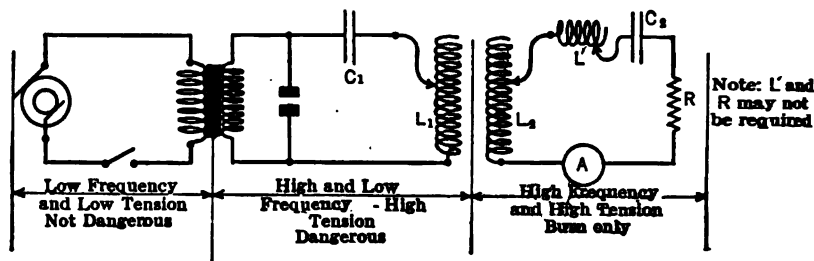 C₁
L₁
L₂
L'
C₂
R
A
Note: L' and
R may not
be required
Low Frequency
and Low Tension
Not Dangerous
High and Low
Frequency - High
Tension
Dangerous
High Frequency
and High Tension
Burn only